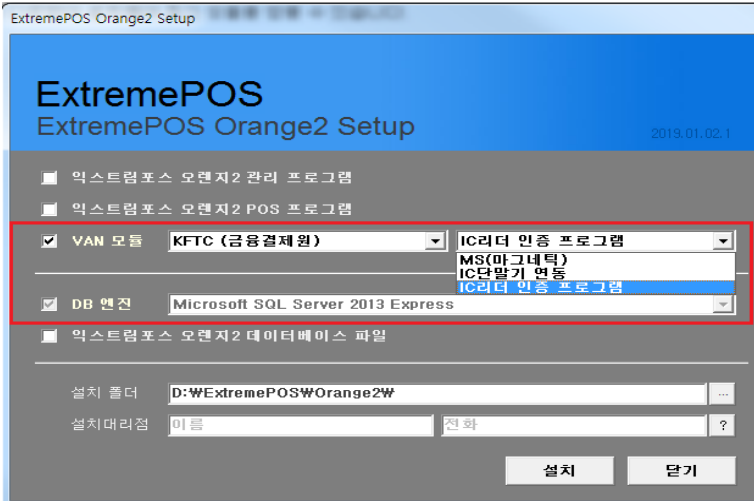 ExtremePOS Orange2 Setup
ExtremePOS
ExtremePOS Orange2 Setup
2019.01.02.1
익스트림포스 오렌지2 관리 프로그램
익스트림포스 오렌지2 POS 프로그램
VAN 모듈 KFTC (금융결제원) IC리더 인증 프로그램
MS(마그네틱)
IC단말기 연동
IC리더 인증 프로그램
DB 엔진 Microsoft SQL Server 2013 Express
익스트림포스 오렌지2 데이터베이스 파일
설치 폴더 D:₩ExtremePOS₩Orange2₩ ...
설치대리점 이름 전화 ?
설치 닫기